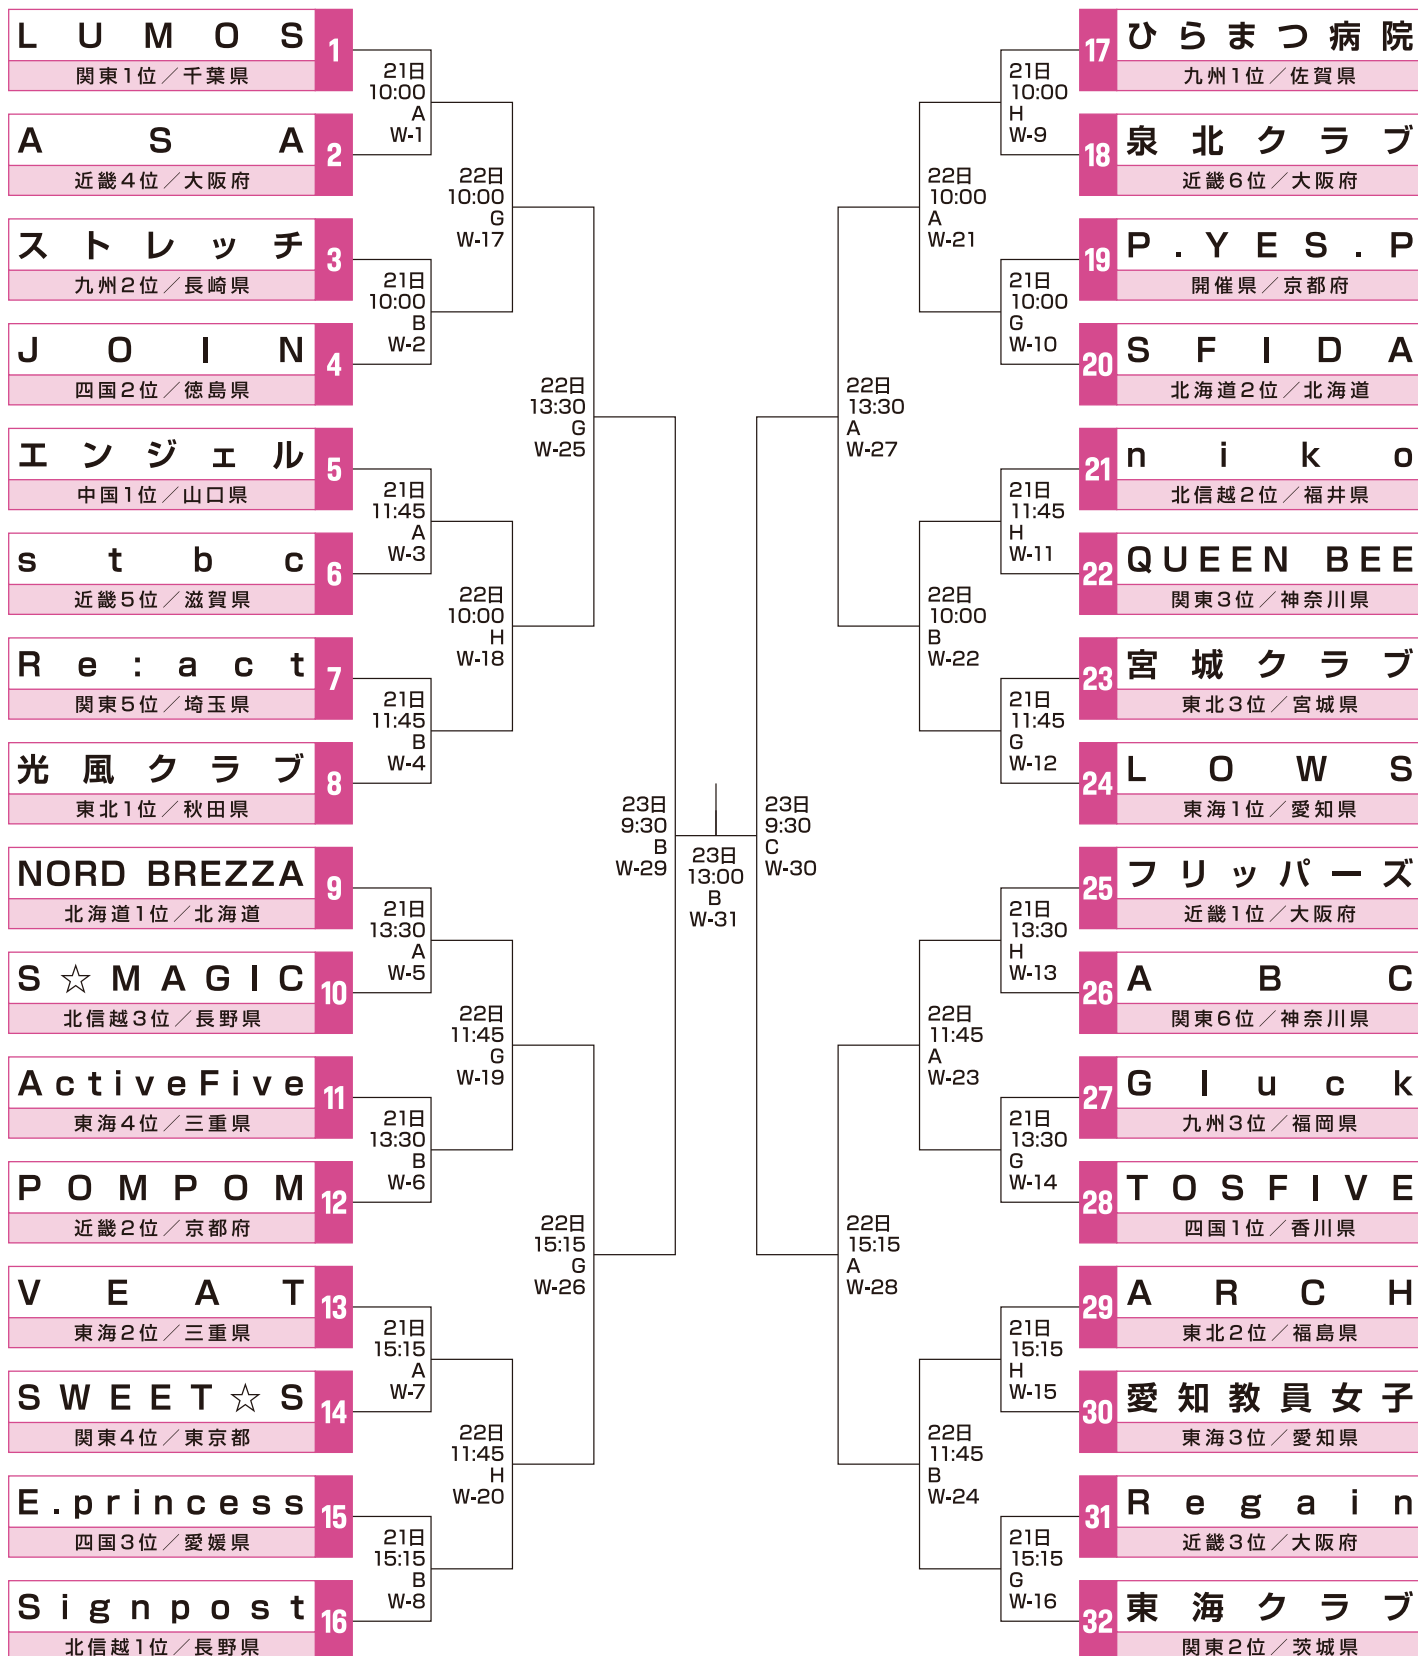 LUMOS
1
関東1位／千葉県
ASA
2
近畿4位／大阪府
ストレッチ
3
九州2位／長崎県
JOIN
4
四国2位／徳島県
エンジェル
5
中国1位／山口県
stbc
6
近畿5位／滋賀県
Re:act
7
関東5位／埼玉県
光風クラブ
8
東北1位／秋田県
NORD BREZZA
9
北海道1位／北海道
S☆MAGIC
10
北信越3位／長野県
ActiveFive
11
東海4位／三重県
POMPOM
12
近畿2位／京都府
VEAT
13
東海2位／三重県
SWEET☆S
14
関東4位／東京都
E.princess
15
四国3位／愛媛県
Signpost
16
北信越1位／長野県
21日
10:00
A
W-1
21日
10:00
B
W-2
21日
11:45
A
W-3
21日
11:45
B
W-4
21日
13:30
A
W-5
21日
13:30
B
W-6
21日
15:15
A
W-7
21日
15:15
B
W-8
22日
10:00
G
W-17
22日
10:00
H
W-18
22日
11:45
G
W-19
22日
11:45
H
W-20
22日
13:30
G
W-25
22日
15:15
G
W-26
23日
9:30
B
W-29
23日
13:00
B
W-31
23日
9:30
C
W-30
22日
13:30
A
W-27
22日
15:15
A
W-28
22日
10:00
A
W-21
22日
10:00
B
W-22
22日
11:45
A
W-23
22日
11:45
B
W-24
21日
10:00
H
W-9
21日
10:00
G
W-10
21日
11:45
H
W-11
21日
11:45
G
W-12
21日
13:30
H
W-13
21日
13:30
G
W-14
21日
15:15
H
W-15
21日
15:15
G
W-16
17
ひらまつ病院
九州1位／佐賀県
18
泉北クラブ
近畿6位／大阪府
19
P.YES.P
開催県／京都府
20
SFIDA
北海道2位／北海道
21
niko
北信越2位／福井県
22
QUEEN BEE
関東3位／神奈川県
23
宮城クラブ
東北3位／宮城県
24
LOWS
東海1位／愛知県
25
フリッパーズ
近畿1位／大阪府
26
ABC
関東6位／神奈川県
27
Gluck
九州3位／福岡県
28
TOSFIVE
四国1位／香川県
29
ARCH
東北2位／福島県
30
愛知教員女子
東海3位／愛知県
31
Regain
近畿3位／大阪府
32
東海クラブ
関東2位／茨城県